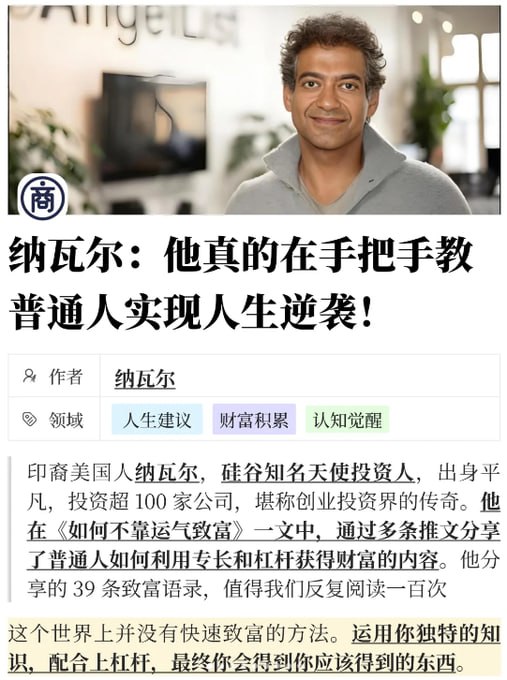 AngelList
商
纳瓦尔：他真的在手把手教
普通人实现人生逆袭！
作者 纳瓦尔
领域 人生建议 财富积累 认知觉醒
印裔美国人纳瓦尔，硅谷知名天使投资人，出身平
凡，投资超 100 家公司，堪称创业投资界的传奇。他
在《如何不靠运气致富》一文中，通过多条推文分享
了普通人如何利用专长和杠杆获得财富的内容。他分
享的 39 条致富语录，值得我们反复阅读一百次
这个世界上并没有快速致富的方法。运用你独特的知
识，配合上杠杆，最终你会得到你应该得到的东西。